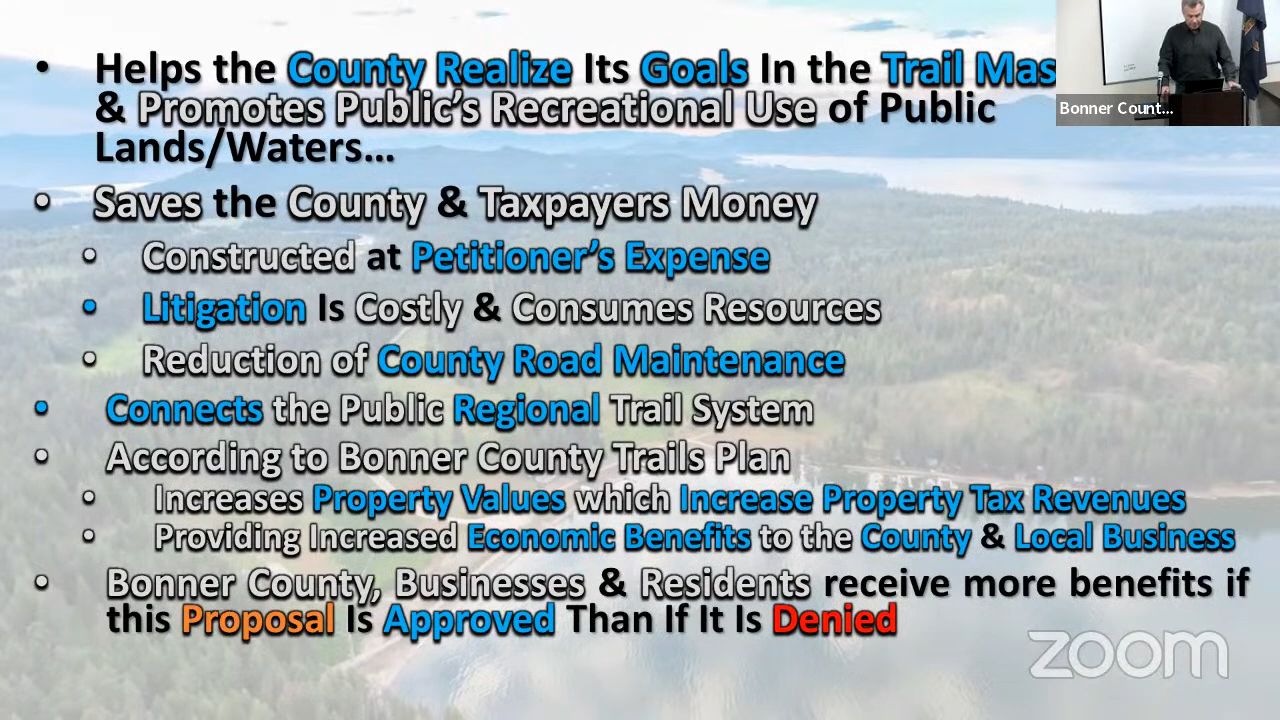 • Helps the County Realize Its Goals In the Trail Mas
& Promotes Public's Recreational Use of Public
Lands/Waters...
• Saves the County & Taxpayers Money
• Constructed at Petitioner's Expense
• Litigation Is Costly & Consumes Resources
• Reduction of County Road Maintenance
• Connects the Public Regional Trail System
• According to Bonner County Trails Plan
• Increases Property Values which Increase Property Tax Revenues
• Providing Increased Economic Benefits to the County & Local Business
• Bonner County, Businesses & Residents receive more benefits if
this Proposal Is Approved Than If It Is Denied
Bonner Count...
zoom